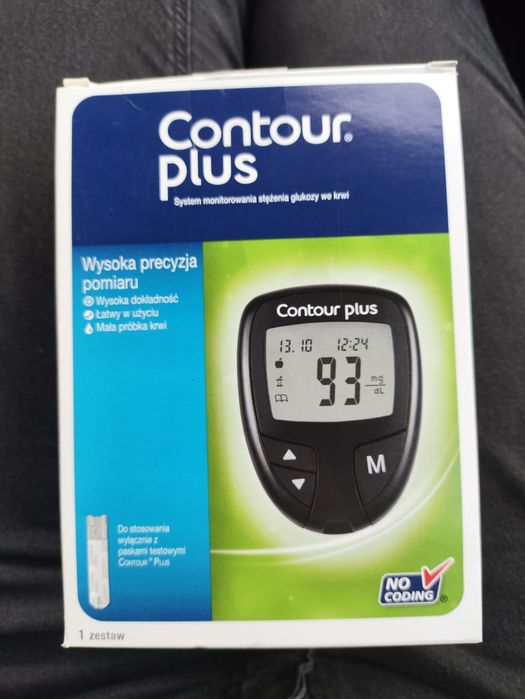 Contour®
plus
System monitorowania stężenia glukozy we krwi
Wysoka precyzja
pomiaru
Wysoka dokładność
Łatwy w użyciu
Mała próbka krwi
Contour plus
13.10 12:24
93 mg/dL
M
Do stosowania
wyłącznie z
paskami testowymi
CONTOUR® PLUS
NO
CODING®
1 zestaw